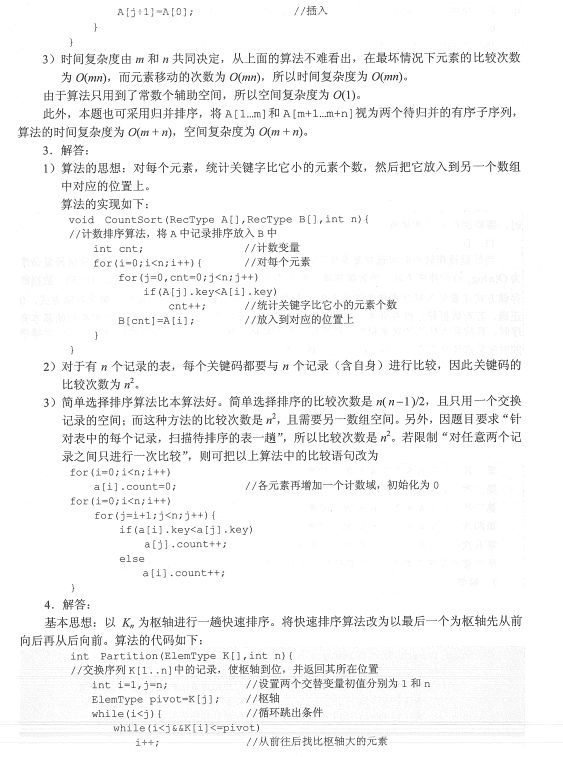 A[j+1]=A[0]; //插入
}
}
3）时间复杂度由 m 和 n 共同决定，从上面的算法不难看出，在最坏情况下元素的比较次数
为 O(mn)，而元素移动的次数为 O(mn)，所以时间复杂度为 O(mn)。
由于算法只用到了常数个辅助空间，所以空间复杂度为 O(1)。
此外，本题也可采用归并排序，将 A[1…m]和 A[m+1…m+n]视为两个待归并的有序子序列，
算法的时间复杂度为 O(m + n)，空间复杂度为 O(m + n)。
3．解答：
1）算法的思想：对每个元素，统计关键字比它小的元素个数，然后把它放入到另一个数组
中对应的位置上。
算法的实现如下：
void CountSort(RecType A[],RecType B[],int n){
//计数排序算法，将 A 中记录排序放入 B 中
int cnt; //计数变量
for(i=0;i<n;i++){ //对每个元素
for(j=0,cnt=0;j<n;j++)
if(A[j].key<A[i].key)
cnt++; //统计关键字比它小的元素个数
B[cnt]=A[i]; //放入到对应的位置上
}
}
2）对于有 n 个记录的表，每个关键码都要与 n 个记录（含自身）进行比较，因此关键码的
比较次数为 n²。
3）简单选择排序算法比本算法好。简单选择排序的比较次数是 n( n−1)/2，且只用一个交换
记录的空间；而这种方法的比较次数是 n²，且需要另一数组空间。另外，因题目要求“针
对表中的每个记录，扫描待排序的表一趟”，所以比较次数是 n²。若限制“对任意两个记
录之间只进行一次比较”，则可把以上算法中的比较语句改为
for(i=0;i<n;i++)
a[i].count=0; //各元素再增加一个计数域，初始化为 0
for(i=0;i<n;i++)
for(j=i+1;j<n;j++){
if(a[i].key<a[j].key)
a[j].count++;
else
a[i].count++;
}
4．解答：
基本思想：以 Kₙ 为枢轴进行一趟快速排序。将快速排序算法改为以最后一个为枢轴先从前
向后再从后向前。算法的代码如下：
int Partition(ElemType K[],int n){
//交换序列 K[1..n]中的记录，使枢轴到位，并返回其所在位置
int i=1,j=n; //设置两个交替变量初值分别为 1 和 n
ElemType pivot=K[j]; //枢轴
while(i<j){ //循环跳出条件
while(i<j&&K[i]<=pivot)
i++; //从前往后找比枢轴大的元素